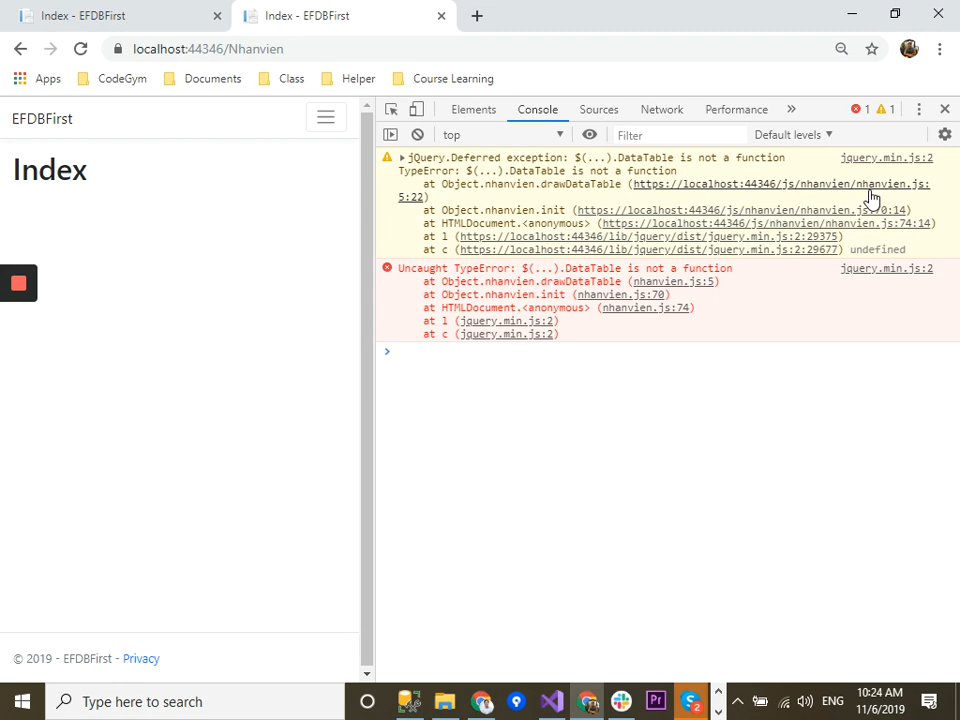 Index - EFDBFirst
Index - EFDBFirst
localhost:44346/Nhanvien
Apps CodeGym Documents Class Helper Course Learning
EFDBFirst
Index
© 2019 - EFDBFirst - Privacy
Elements Console Sources Network Performance » 1 1
top Filter Default levels
jQuery.Deferred exception: $(...).DataTable is not a function jquery.min.js:2
TypeError: $(...).DataTable is not a function
at Object.nhanvien.drawDataTable (https://localhost:44346/js/nhanvien/nhanvien.js:
5:22)
at Object.nhanvien.init (https://localhost:44346/js/nhanvien/nhanvien.js:70:14)
at HTMLDocument.<anonymous> (https://localhost:44346/js/nhanvien/nhanvien.js:74:14)
at l (https://localhost:44346/lib/jquery/dist/jquery.min.js:2:29375)
at c (https://localhost:44346/lib/jquery/dist/jquery.min.js:2:29677) undefined
Uncaught TypeError: $(...).DataTable is not a function jquery.min.js:2
at Object.nhanvien.drawDataTable (nhanvien.js:5)
at Object.nhanvien.init (nhanvien.js:70)
at HTMLDocument.<anonymous> (nhanvien.js:74)
at l (jquery.min.js:2)
at c (jquery.min.js:2)
Type here to search
Pr
2
ENG
10:24 AM
11/6/2019